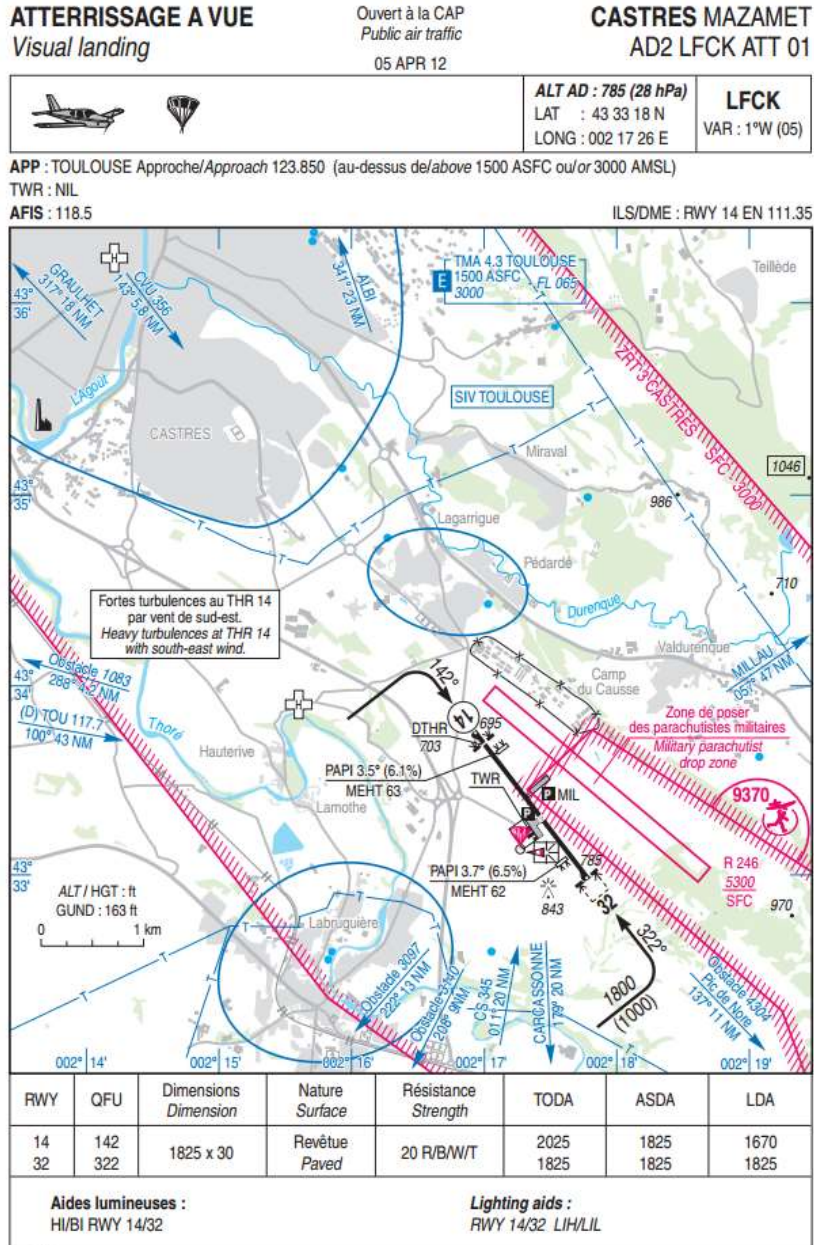 ATTERRISSAGE A VUE
Visual landing
Ouvert à la CAP
Public air traffic
05 APR 12
CASTRES MAZAMET
AD2 LFCK ATT 01
ALT AD : 785 (28 hPa)
LAT : 43 33 18 N
LONG : 002 17 26 E
LFCK
VAR : 1°W (05)
APP : TOULOUSE Approche/Approach 123.850 (au-dessus de/above 1500 ASFC ou/or 3000 AMSL)
TWR : NIL
AFIS : 118.5
ILS/DME : RWY 14 EN 111.35
H
GRAULHET
317° 18 NM
CVU 356
143° 5.8 NM
ALBI
341° 23 NM
E
TMA 4.3 TOULOUSE
1500 ASFC
3000
FL 065
Teillède
43°
36'
L'Agoût
ZRT 3 CASTRES SFC - 3000
SIV TOULOUSE
CASTRES
Miraval
1046
43°
35'
986
Lagarrigue
Pédardé
710
Fortes turbulences au THR 14
par vent de sud-est.
Heavy turbulences at THR 14
with south-east wind.
Durenque
Valdurenque
43°
34'
Obstacle 1083
288° 4.2 NM
MILLAU
057° 47 NM
142°
Camp
du Causse
H
(D) TOU 117.7
100° 43 NM
Thoré
14
695
DTHR
703
Zone de poser
des parachutistes militaires
Military parachutist
drop zone
Hauterive
PAPI 3.5° (6.1%)
MEHT 63
TWR
P MIL
P
9370
Lamothe
43°
33'
785
PAPI 3.7° (6.5%)
MEHT 62
R 246
5300
SFC
ALT / HGT : ft
GUND : 163 ft
0 1 km
843
32
970
Labruguière
322°
1800
(1000)
Obstacle 3097
222° 13 NM
Obstacle 3340
208° 9NM
CS 345
011° 20 NM
CARCASSONNE
179° 20 NM
Obstacle 4304
Pic de Nore
137° 11 NM
002° 14' 002° 15' 002° 16' 002° 17' 002° 18' 002° 19'
RWY QFU Dimensions Nature Résistance TODA ASDA LDA
Dimension Surface Strength
14 142 1825 x 30 Revêtue 20 R/B/W/T 2025 1825 1670
32 322 Paved 1825 1825 1825
Aides lumineuses :
HI/BI RWY 14/32
Lighting aids :
RWY 14/32 LIH/LIL